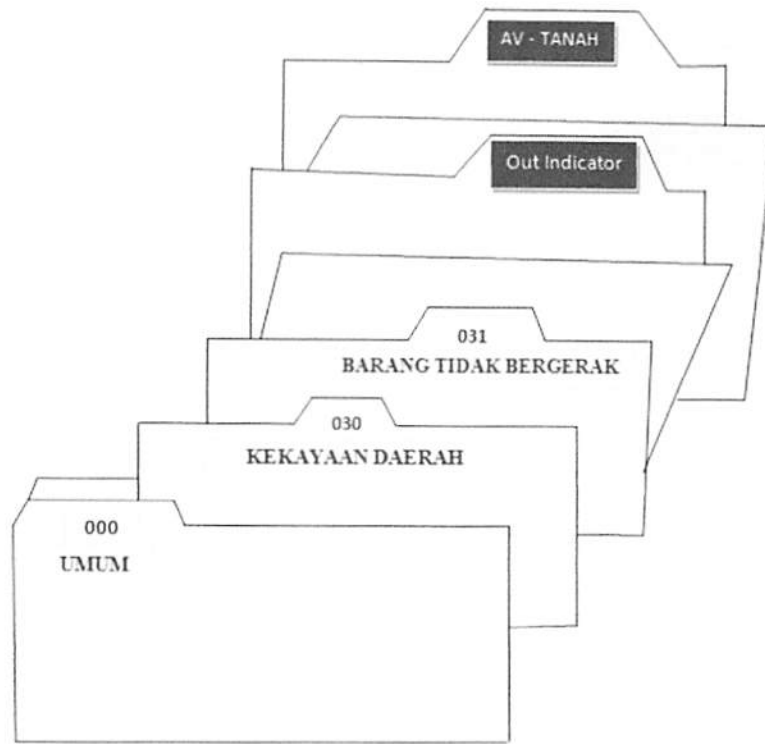 AV - TANAH
Out Indicator
031
BARANG TIDAK BERGERAK
030
KEKAYAAN DAERAH
000
UMUM